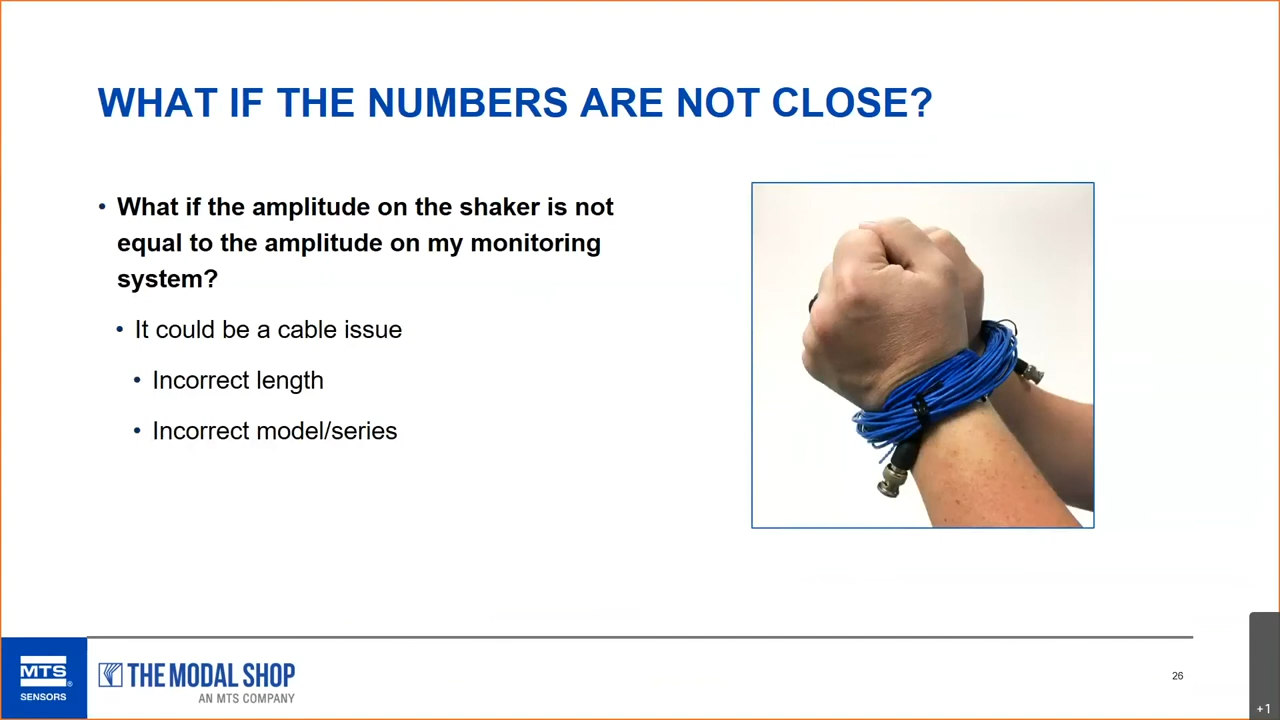 WHAT IF THE NUMBERS ARE NOT CLOSE?
• What if the amplitude on the shaker is not
equal to the amplitude on my monitoring
system?
• It could be a cable issue
• Incorrect length
• Incorrect model/series
MTS®
SENSORS
THE MODAL SHOP
AN MTS COMPANY
26
+1